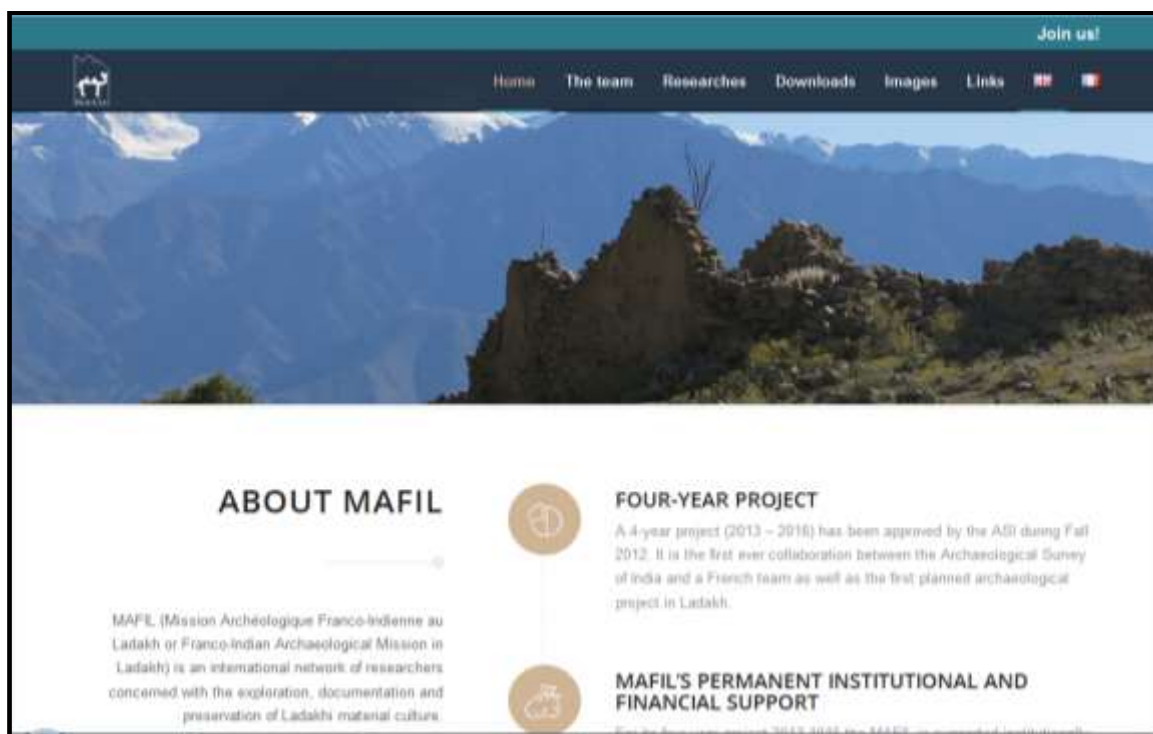 Join us!
Home The team Researches Downloads Images Links
ABOUT MAFIL
MAFIL (Mission Archéologique Franco-Indienne au
Ladakh or Franco-Indian Archaeological Mission in
Ladakh) is an international network of researchers
concerned with the exploration, documentation and
preservation of Ladakhi material culture.
FOUR-YEAR PROJECT
A 4-year project (2013 – 2016) has been approved by the ASI during Fall
2012. It is the first ever collaboration between the Archaeological Survey
of India and a French team as well as the first planned archaeological
project in Ladakh.
MAFIL'S PERMANENT INSTITUTIONAL AND
FINANCIAL SUPPORT